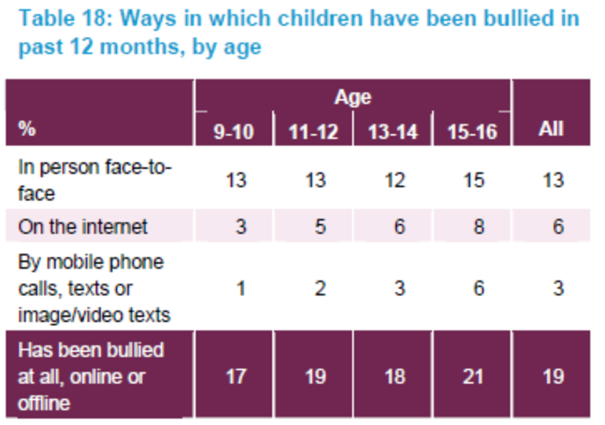 Table 18: Ways in which children have been bullied in
past 12 months, by age
Age
% 9-10 11-12 13-14 15-16 All
In person face-to-
face 13 13 12 15 13
On the internet 3 5 6 8 6
By mobile phone
calls, texts or 1 2 3 6 3
image/video texts
Has been bullied
at all, online or 17 19 18 21 19
offline